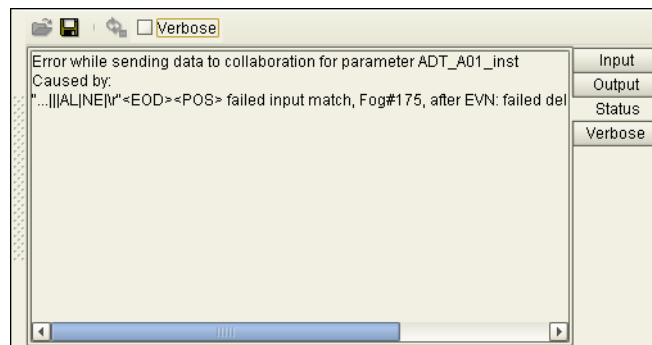 Verbose
Error while sending data to collaboration for parameter ADT_A01_inst
Caused by:
"...|||AL|NE|\r"<EOD><POS> failed input match, Fog#175, after EVN: failed del
Input
Output
Status
Verbose